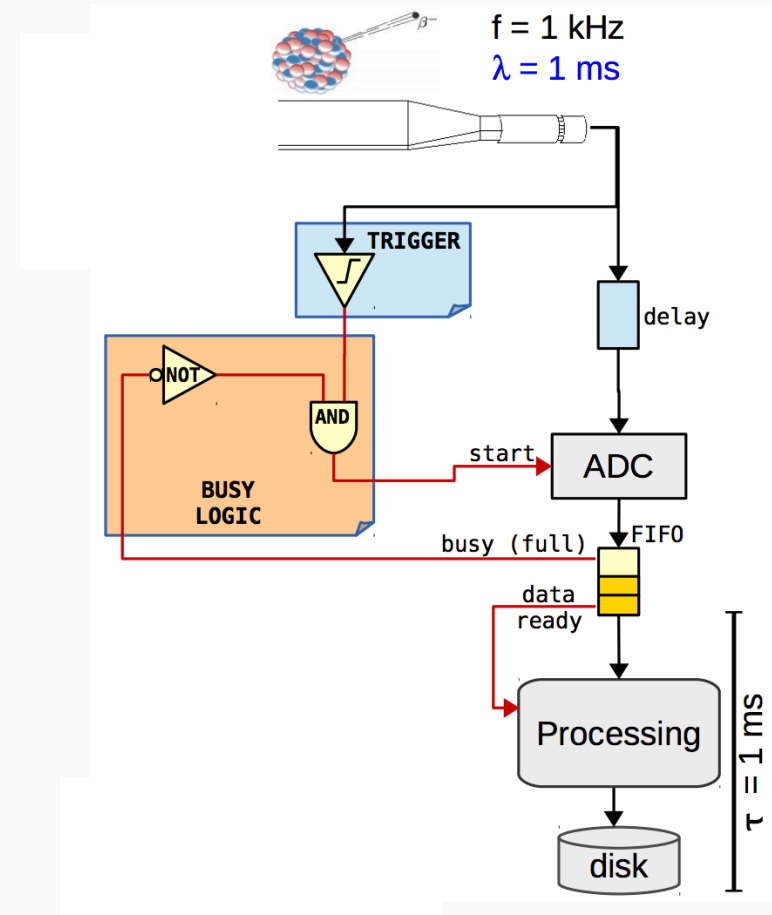 β−
f = 1 kHz
λ = 1 ms
TRIGGER
delay
NOT
AND
start
ADC
BUSY
LOGIC
FIFO
busy (full)
data
ready
Processing
τ = 1 ms
disk